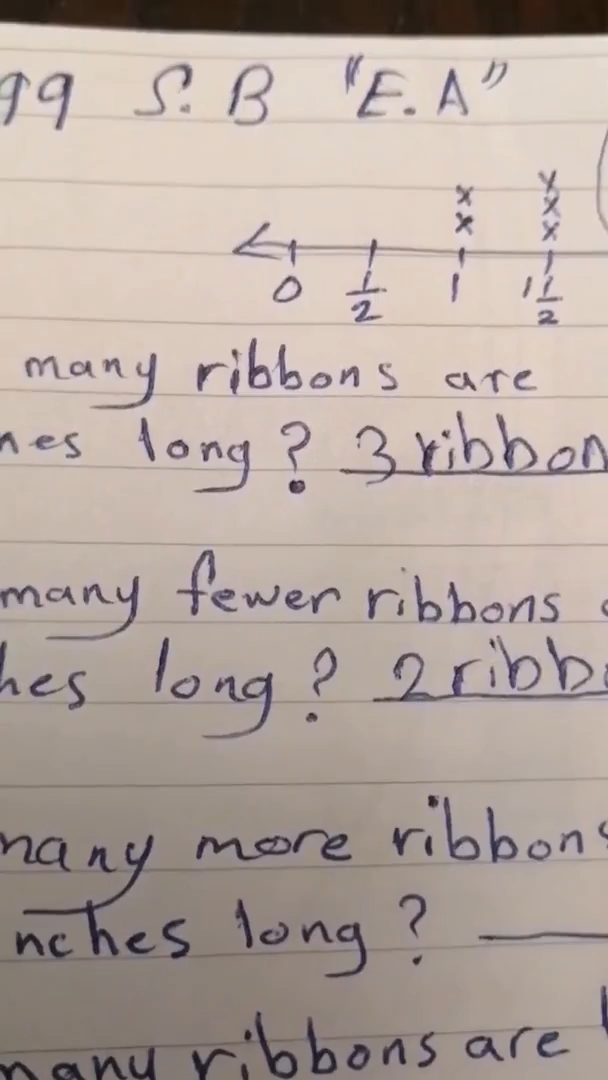 99 S. B "E. A"
x x
x x x
0 1/2 1 1 1/2
many ribbons are
hes long? 3 ribbon
many fewer ribbons
hes long? 2 ribb
many more ribbons
nches long?
many ribbons are